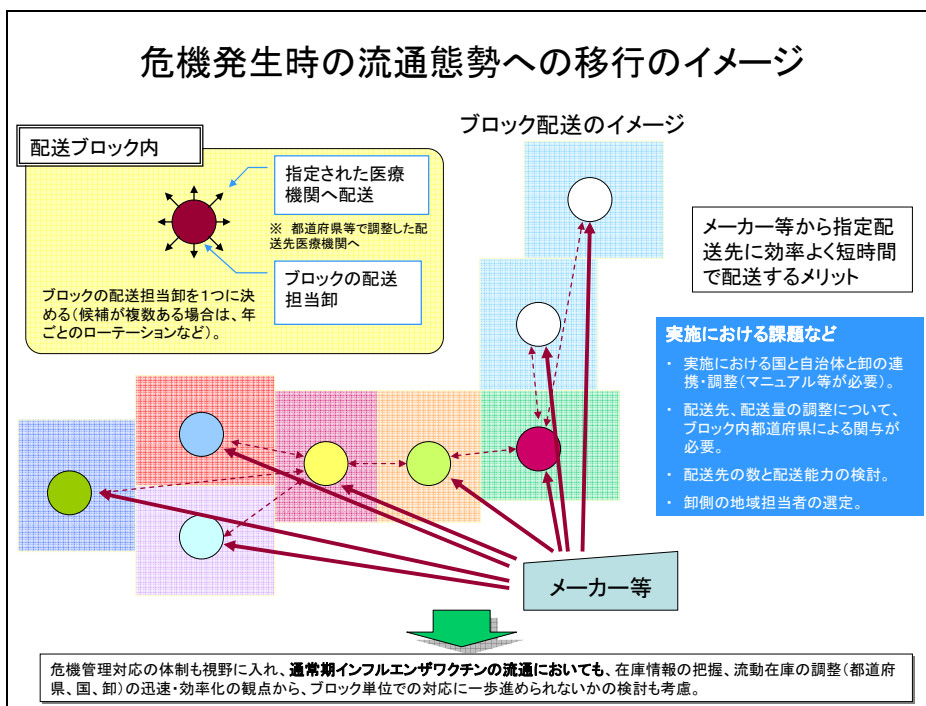 危機発生時の流通態勢への移行のイメージ
ブロック配送のイメージ
配送ブロック内
指定された医療
機関へ配送
※ 都道府県等で調整した配
送先医療機関へ
ブロックの配送
担当卸
ブロックの配送担当卸を1つに決
める(候補が複数ある場合は、年
ごとのローテーションなど)。
メーカー等から指定配
送先に効率よく短時間
で配送するメリット
実施における課題など
・ 実施における国と自治体と卸の連
携・調整(マニュアル等が必要)。
・ 配送先、配送量の調整について、
ブロック内都道府県による関与が
必要。
・ 配送先の数と配送能力の検討。
・ 卸側の地域担当者の選定。
メーカー等
危機管理対応の体制も視野に入れ、通常期インフルエンザワクチンの流通においても、在庫情報の把握、流動在庫の調整(都道府
県、国、卸)の迅速・効率化の観点から、ブロック単位での対応に一歩進められないかの検討も考慮。